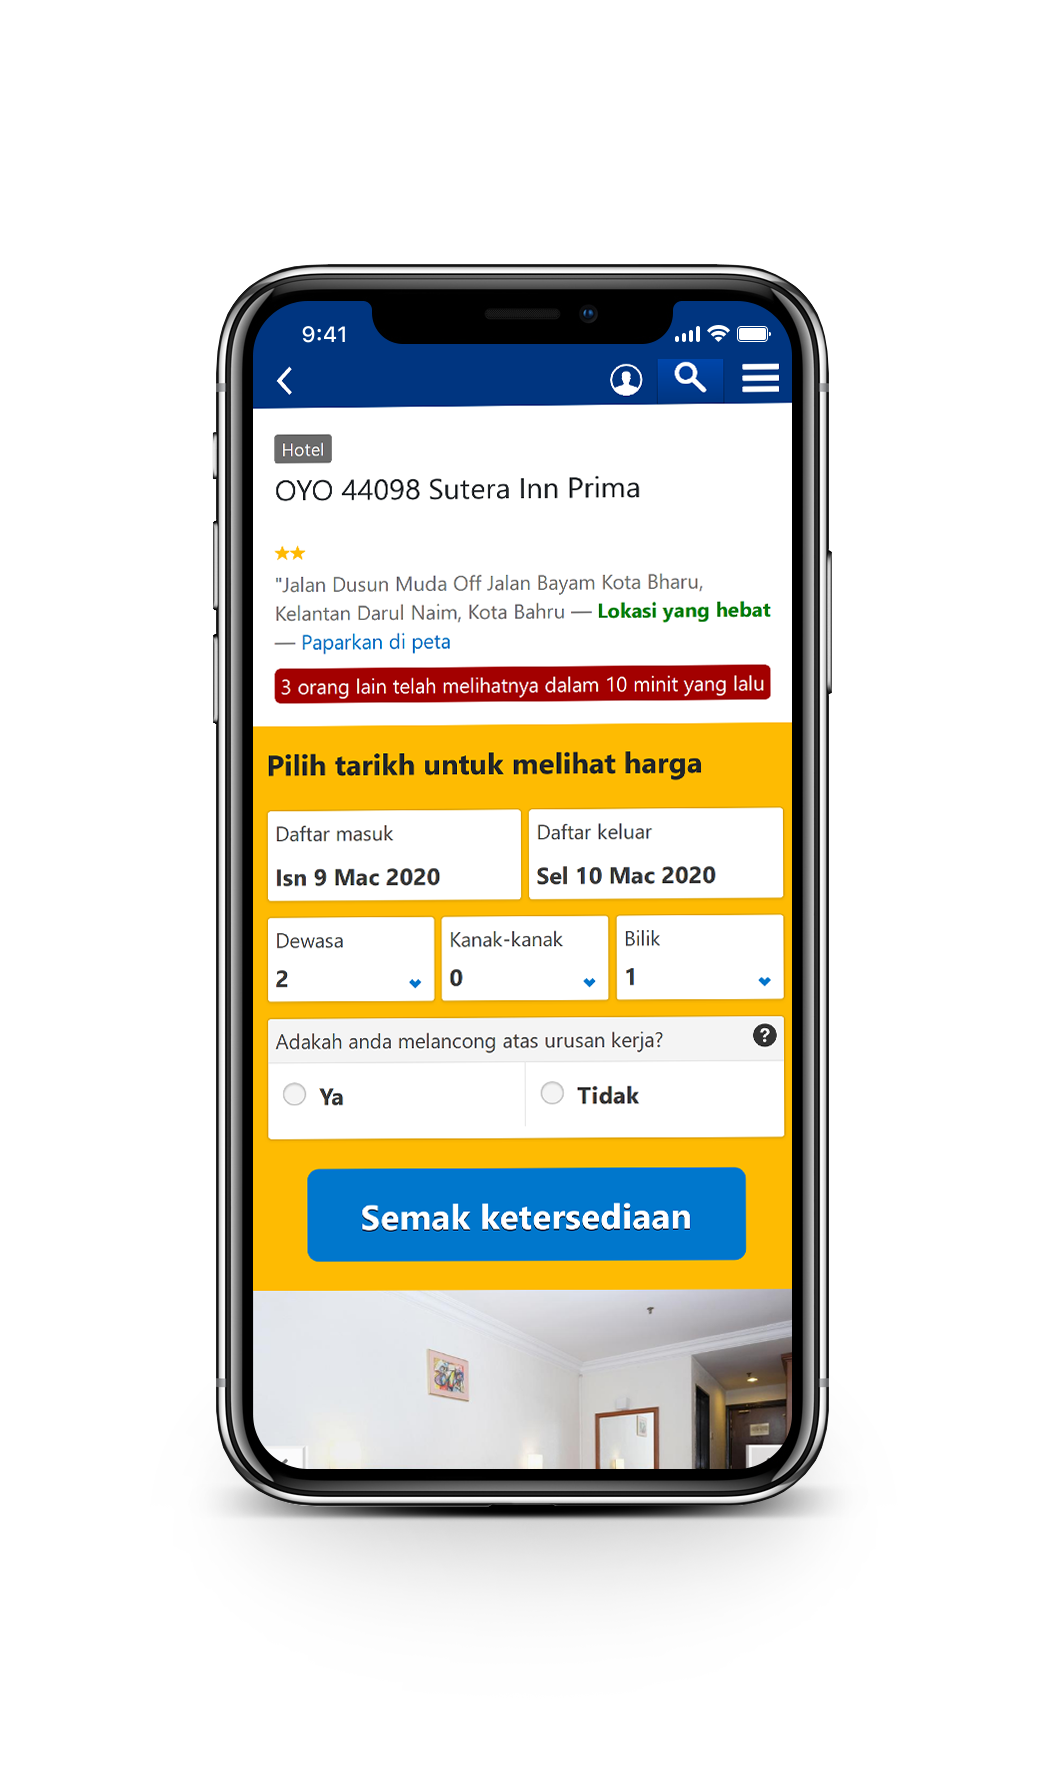 9:41
Hotel
OYO 44098 Sutera Inn Prima
"Jalan Dusun Muda Off Jalan Bayam Kota Bharu,
Kelantan Darul Naim, Kota Bahru — Lokasi yang hebat
— Paparkan di peta
3 orang lain telah melihatnya dalam 10 minit yang lalu
Pilih tarikh untuk melihat harga
Daftar masuk
Isn 9 Mac 2020
Daftar keluar
Sel 10 Mac 2020
Dewasa
2
Kanak-kanak
0
Bilik
1
Adakah anda melancong atas urusan kerja?
?
Ya
Tidak
Semak ketersediaan